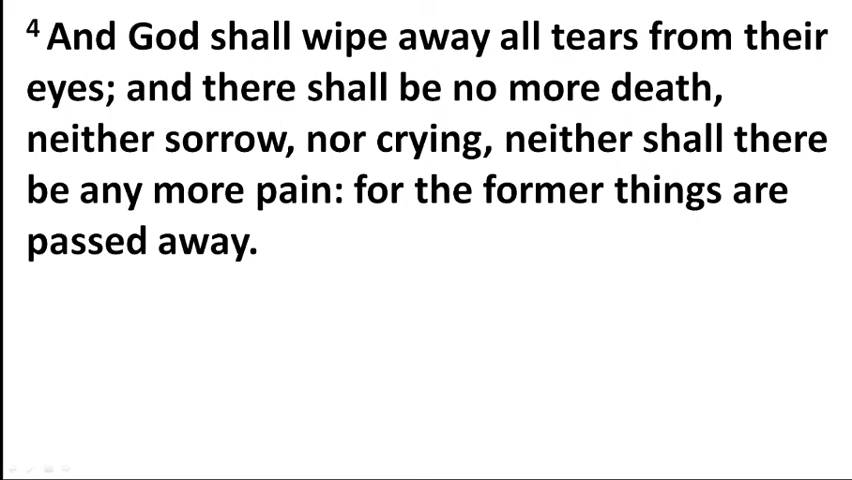 4 And God shall wipe away all tears from their
eyes; and there shall be no more death,
neither sorrow, nor crying, neither shall there
be any more pain: for the former things are
passed away.